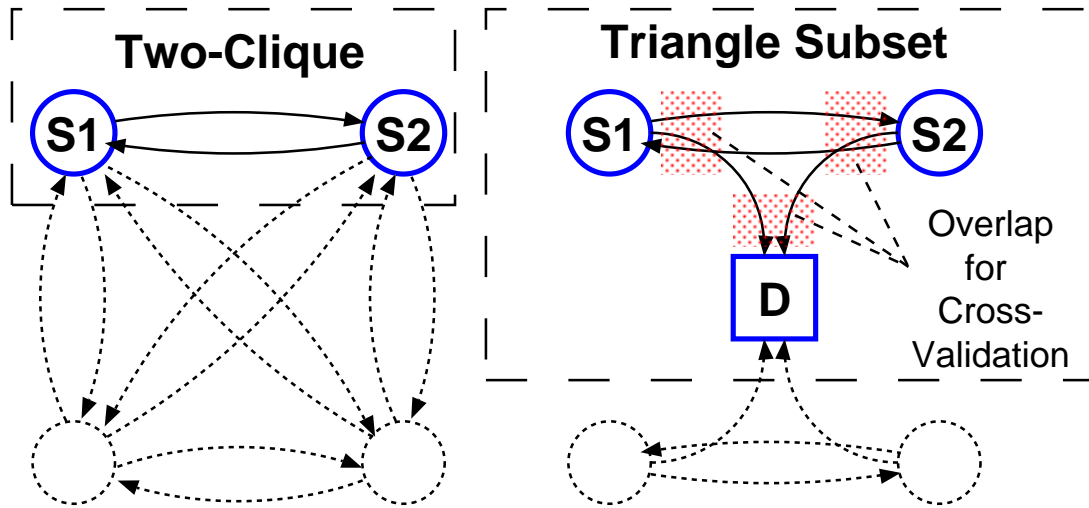 Two-Clique
S1
S2
Triangle Subset
S1
S2
D
Overlap
for
Cross-
Validation